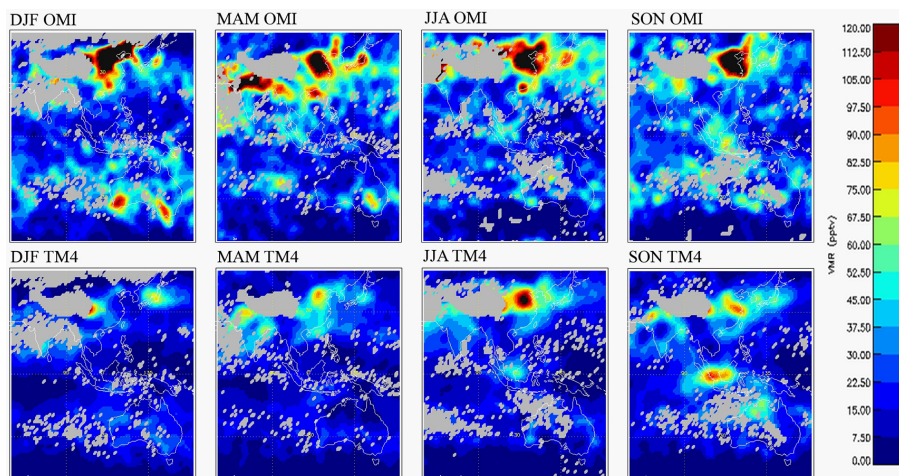 DJF OMI
MAM OMI
JJA OMI
SON OMI
DJF TM4
MAM TM4
JJA TM4
SON TM4
120.00
112.50
105.00
97.50
90.00
82.50
75.00
67.50
60.00
52.50
45.00
37.50
30.00
22.50
15.00
7.50
0.00
VMR (pptv)